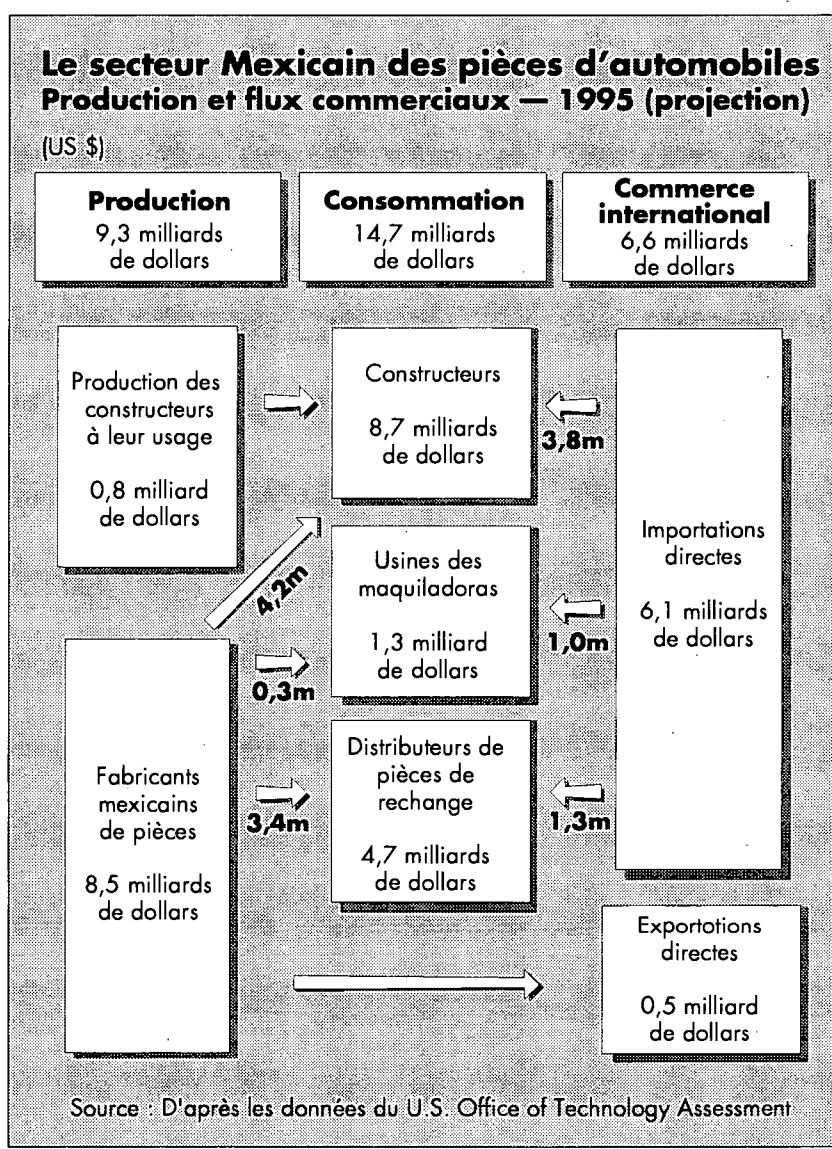 Le secteur Mexicain des pièces d'automobiles
Production et flux commerciaux — 1995 (projection)
(US $)
Production
9,3 milliards
de dollars
Consommation
14,7 milliards
de dollars
Commerce
international
6,6 milliards
de dollars
Production des
constructeurs
à leur usage
0,8 milliard
de dollars
Constructeurs
8,7 milliards
de dollars
3,8m
4,2m
Usines des
maquiladoras
1,3 milliard
de dollars
0,3m
1,0m
Importations
directes
6,1 milliards
de dollars
Fabricants
mexicains
de pièces
8,5 milliards
de dollars
3,4m
Distributeurs de
pièces de
rechange
4,7 milliards
de dollars
1,3m
Exportotions
directes
0,5 milliard
de dollars
Source : D'après les données du U.S. Office of Technology Assessment